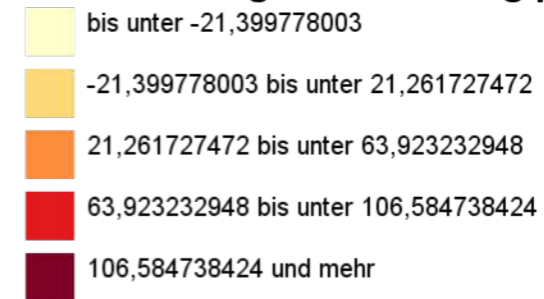 bis unter -21,399778003
-21,399778003 bis unter 21,261727472
21,261727472 bis unter 63,923232948
63,923232948 bis unter 106,584738424
106,584738424 und mehr